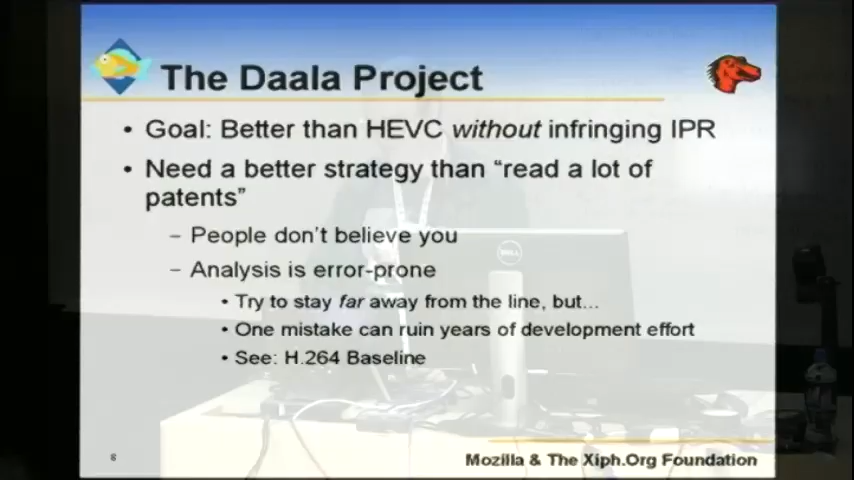 The Daala Project
• Goal: Better than HEVC without infringing IPR
• Need a better strategy than “read a lot of
patents”
– People don’t believe you
– Analysis is error-prone
• Try to stay far away from the line, but...
• One mistake can ruin years of development effort
• See: H.264 Baseline
DELL
8
Mozilla & The Xiph.Org Foundation